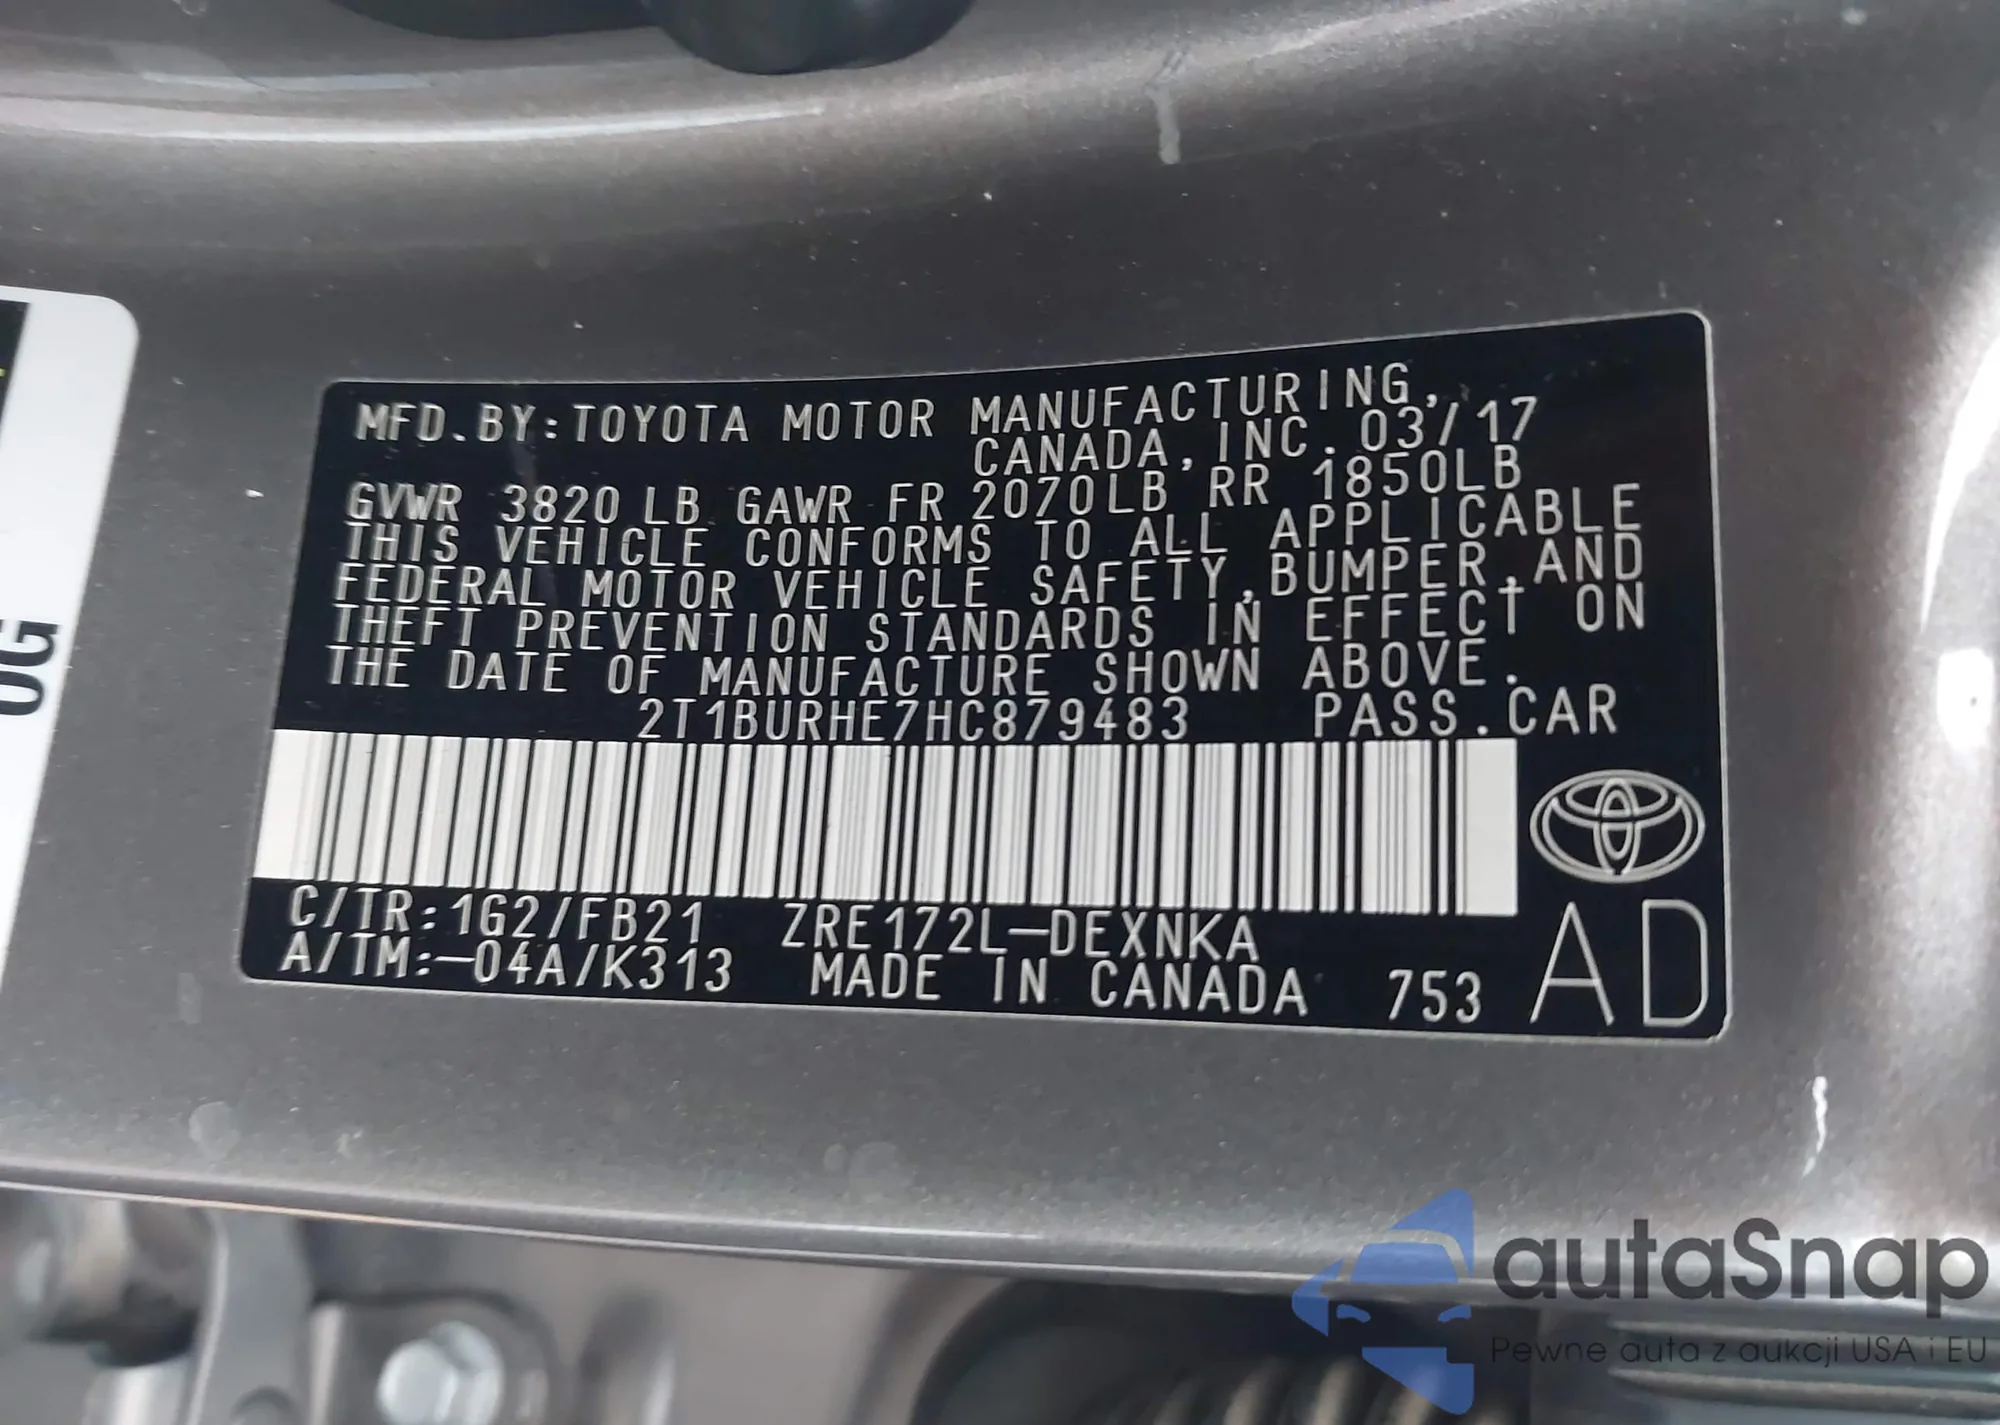 MFD.BY:TOYOTA MOTOR MANUFACTURING,
CANADA,INC.03/17
GVWR 3820LB GAWR FR 2070LB RR 1850LB
THIS VEHICLE CONFORMS TO ALL APPLICABLE
FEDERAL MOTOR VEHICLE SAFETY,BUMPER,AND
THEFT PREVENTION STANDARDS IN EFFECT ON
THE DATE OF MANUFACTURE SHOWN ABOVE.
2T1BURHE7HC879483 PASS.CAR
C/TR:1G2/FB21 ZRE172L-DEXNKA
A/TM:-04A/K313 MADE IN CANADA 753
AD
OG
autaSnap
Pewne auta z aukcji USA i EU